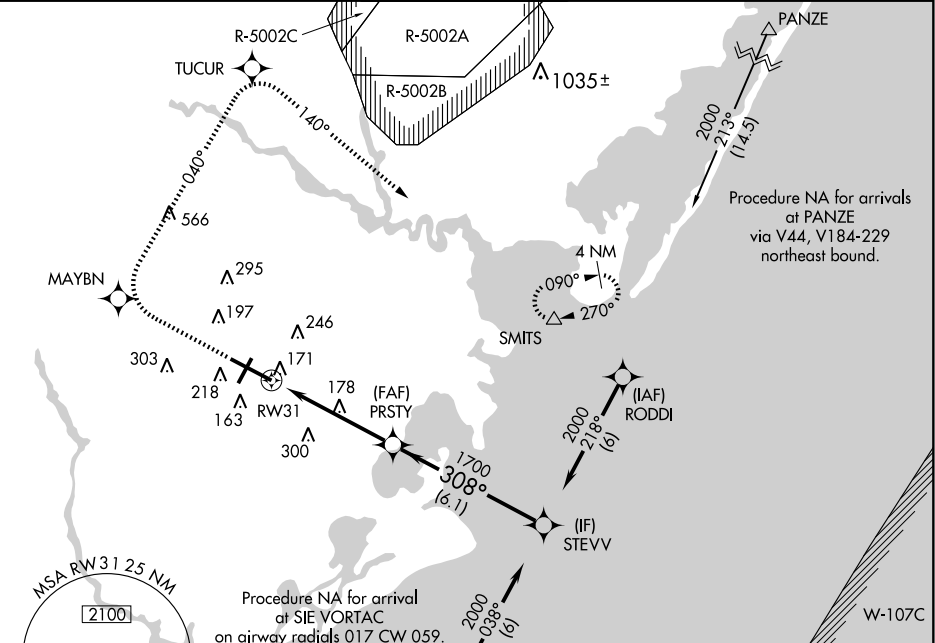 PANZE
R-5002C
R-5002A
TUCUR
R-5002B
1035±
140°
2000
213°
(14.5)
040°
Procedure NA for arrivals
at PANZE
via V44, V184-229
northeast bound.
566
4 NM
090°
270°
SMITS
MAYBN
295
197
246
303
171
218
178
163
RW31
300
(FAF)
PRSTY
(IAF)
RODDI
2000
218°
(6)
1700
308°
(6.1)
(IF)
STEVV
MSA RW31 25 NM
2100
Procedure NA for arrival
at SIE VORTAC
on airway radials 017 CW 059.
2000
038°
(6)
W-107C